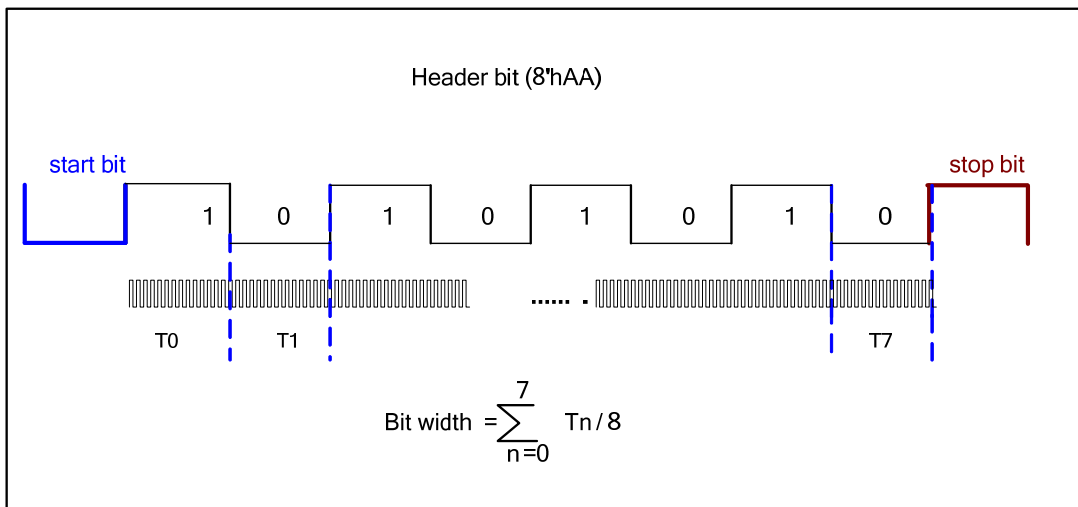 Header bit (8'hAA)
start bit
stop bit
1 0 1 0 1 0 1 0
...... .
T0 T1 T7
7
Bit width = ∑ Tn / 8
n=0